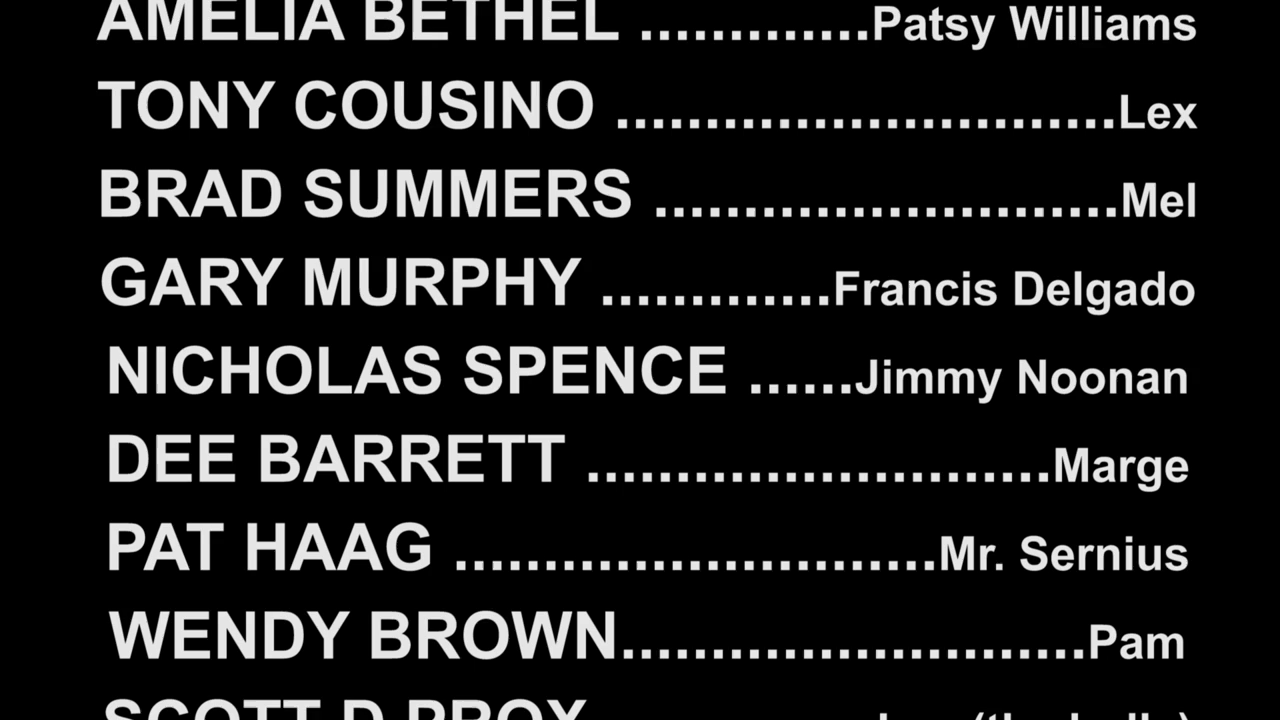 AMELIA BETHEL .............Patsy Williams
TONY COUSINO ............................Lex
BRAD SUMMERS ..........................Mel
GARY MURPHY .............Francis Delgado
NICHOLAS SPENCE ......Jimmy Noonan
DEE BARRETT ..........................Marge
PAT HAAG ...........................Mr. Sernius
WENDY BROWN..........................Pam
SCOTT D PROX